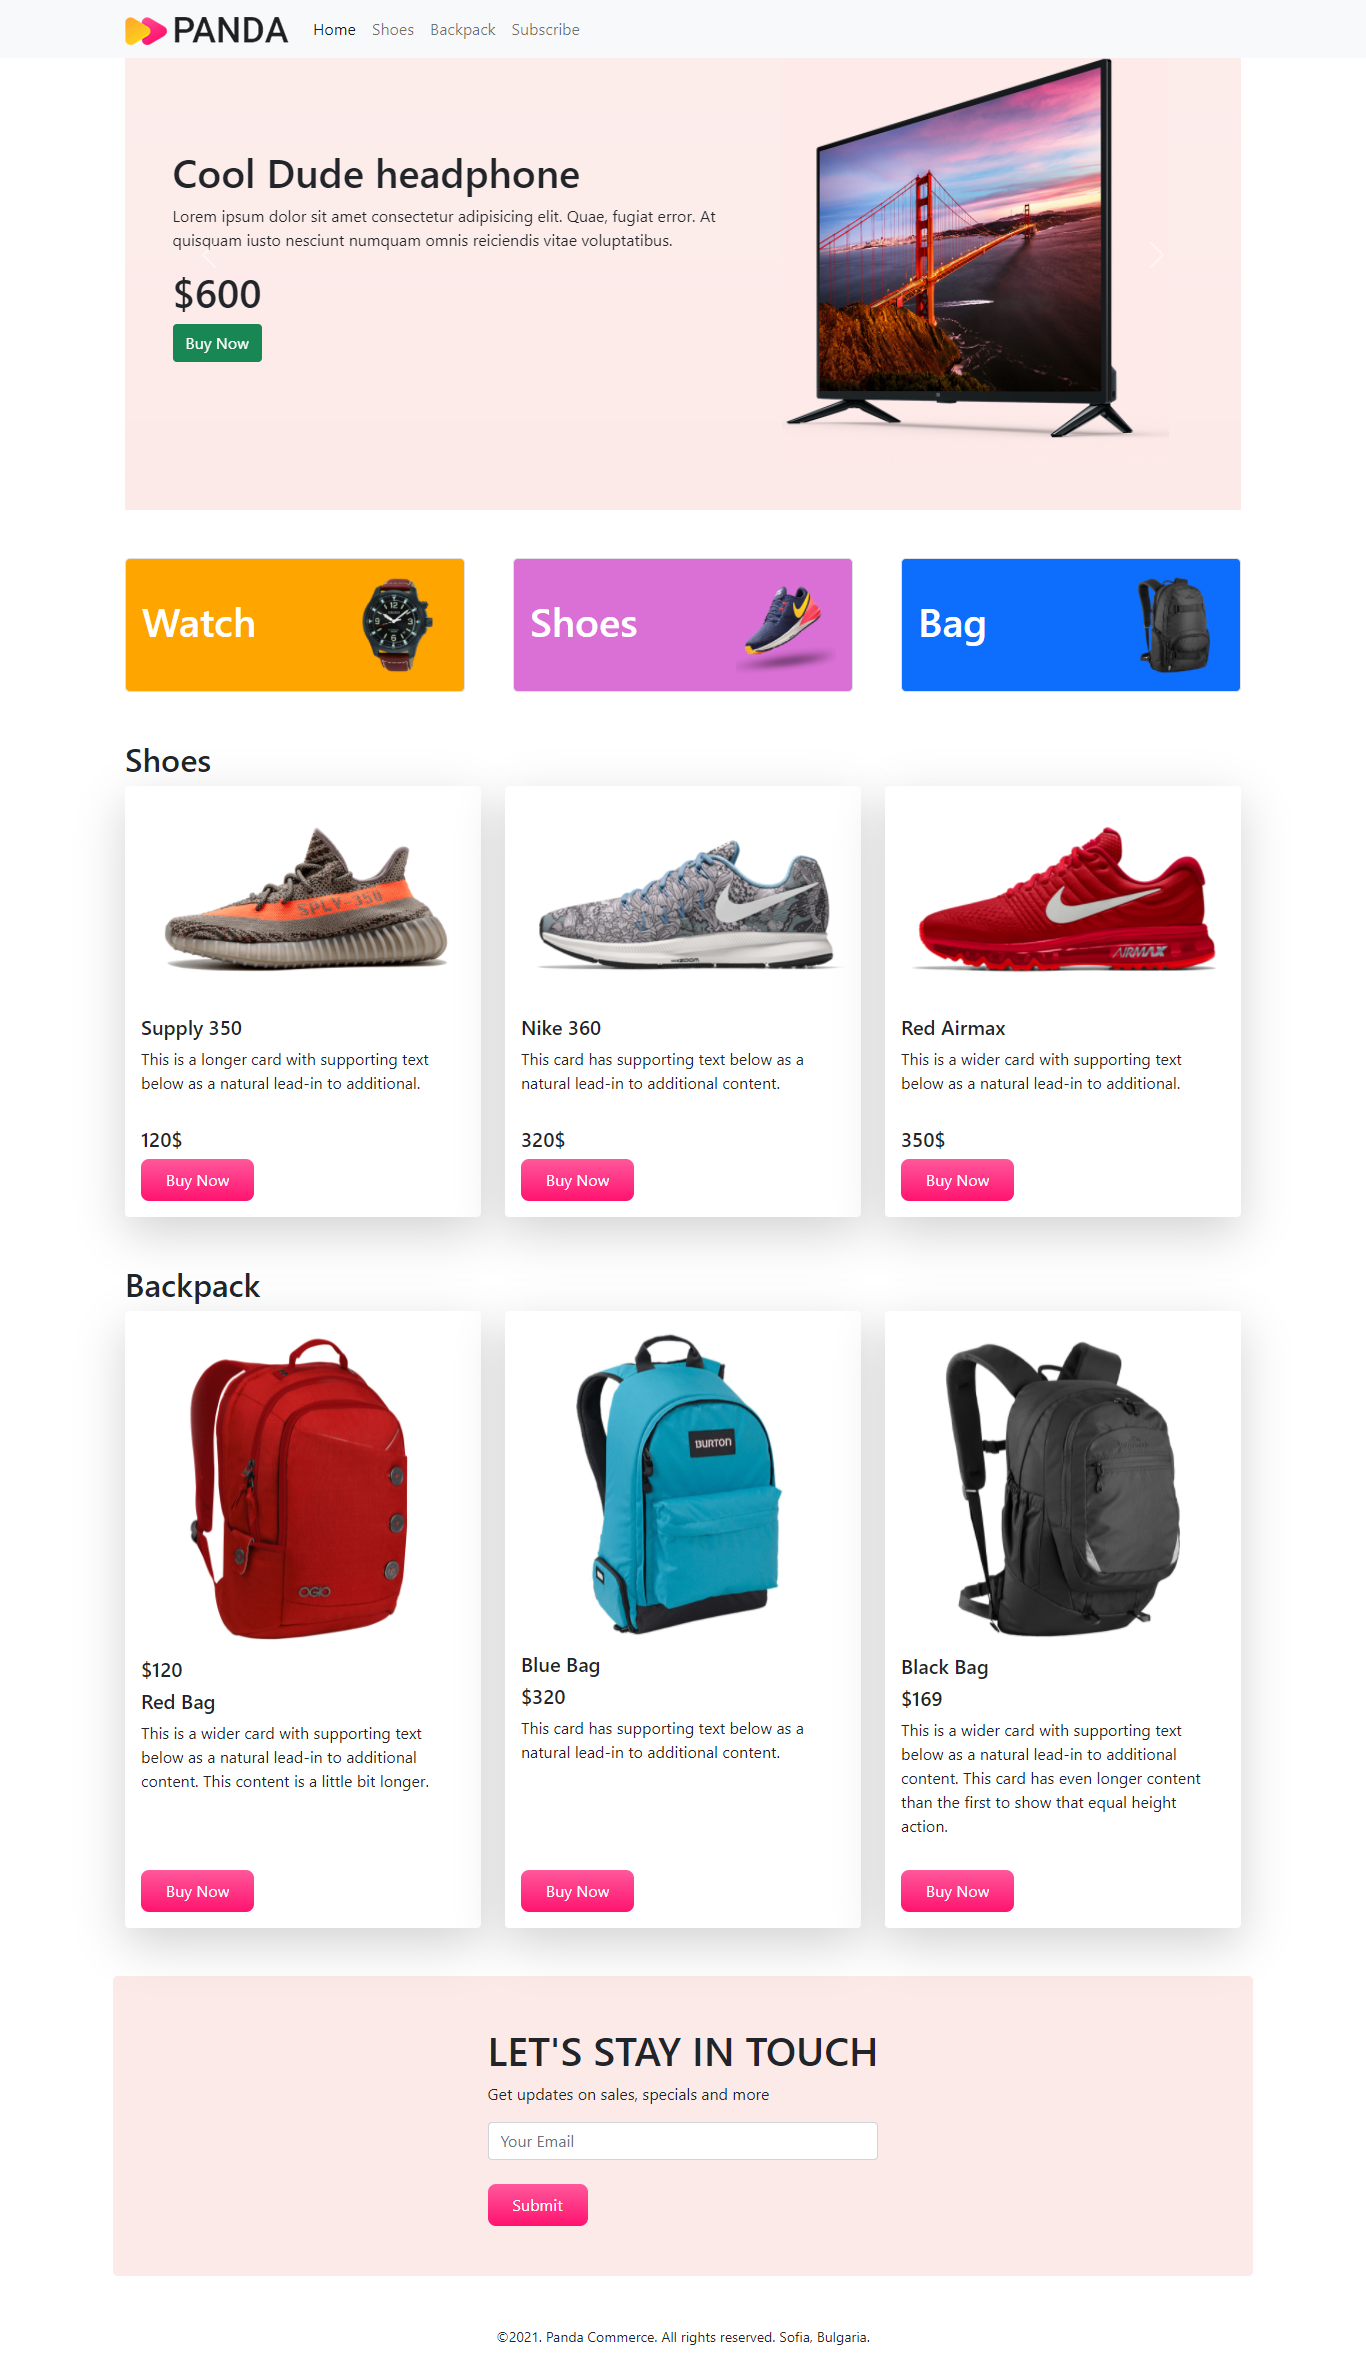 PANDA Home Shoes Backpack Subscribe
Cool Dude headphone
Lorem ipsum dolor sit amet consectetur adipisicing elit. Quae, fugiat error. At
quisquam iusto nesciunt numquam omnis reiciendis vitae voluptatibus.
$600
Buy Now
Watch
Shoes
Bag
Shoes
SPLY-350
ZOOM
AIRMAX
Supply 350
This is a longer card with supporting text
below as a natural lead-in to additional.
120$
Buy Now
Nike 360
This card has supporting text below as a
natural lead-in to additional content.
320$
Buy Now
Red Airmax
This is a wider card with supporting text
below as a natural lead-in to additional.
350$
Buy Now
Backpack
OGIO
BURTON
$120
Red Bag
This is a wider card with supporting text
below as a natural lead-in to additional
content. This content is a little bit longer.
Buy Now
Blue Bag
$320
This card has supporting text below as a
natural lead-in to additional content.
Buy Now
Black Bag
$169
This is a wider card with supporting text
below as a natural lead-in to additional
content. This card has even longer content
than the first to show that equal height
action.
Buy Now
LET'S STAY IN TOUCH
Get updates on sales, specials and more
Your Email
Submit
©2021. Panda Commerce. All rights reserved. Sofia, Bulgaria.